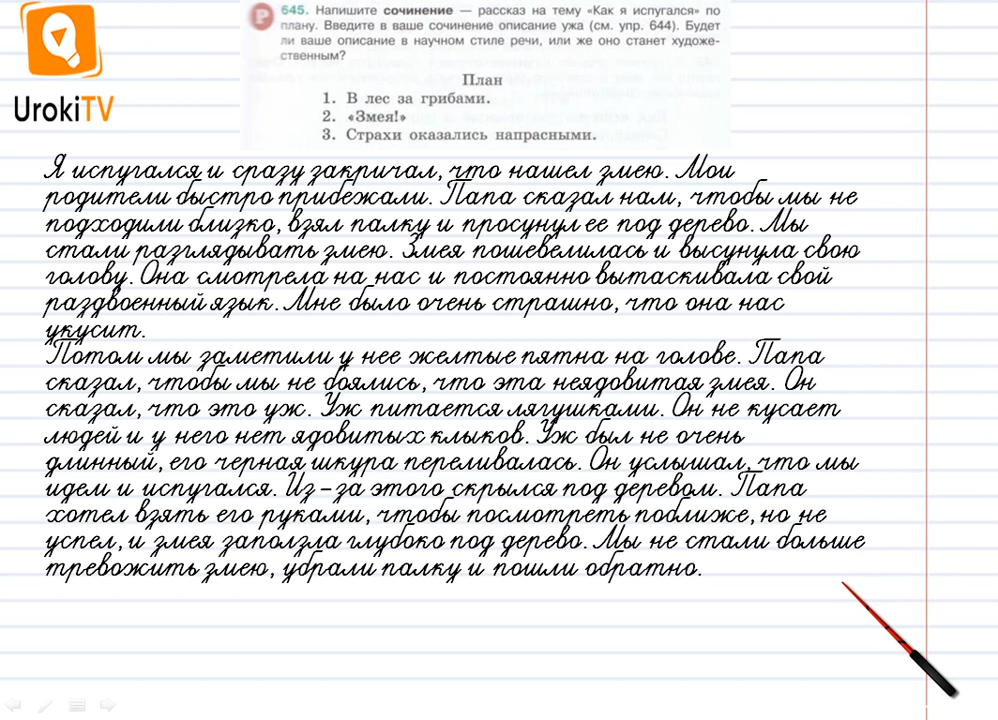 UrokiTV
Р
645. Напишите сочинение — рассказ на тему «Как я испугался» по
плану. Введите в ваше сочинение описание ужа (см. упр. 644). Будет
ли ваше описание в научном стиле речи, или же оно станет художе-
ственным?
План
1. В лес за грибами.
2. «Змея!»
3. Страхи оказались напрасными.
Я испугался и сразу закричал, что нашел змею. Мои
родители быстро прибежали. Папа сказал нам, чтобы мы не
подходили близко, взял палку и просунул ее под дерево. Мы
стали разглядывать змею. Змея пошевелилась и высунула свою
голову. Она смотрела на нас и постоянно вытаскивала свой
раздвоенный язык. Мне было очень страшно, что она нас
укусит.
Потом мы заметили у нее желтые пятна на голове. Папа
сказал, чтобы мы не боялись, что эта неядовитая змея. Он
сказал, что это уж. Уж питается лягушками. Он не кусает
людей и у него нет ядовитых клыков. Уж был не очень
длинный, его черная шкура переливалась. Он услышал, что мы
идем и испугался. Из-за этого скрылся под деревом. Папа
хотел взять его руками, чтобы посмотреть поближе, но не
успел, и змея заползла глубоко под дерево. Мы не стали больше
тревожить змею, убрали палку и пошли обратно.